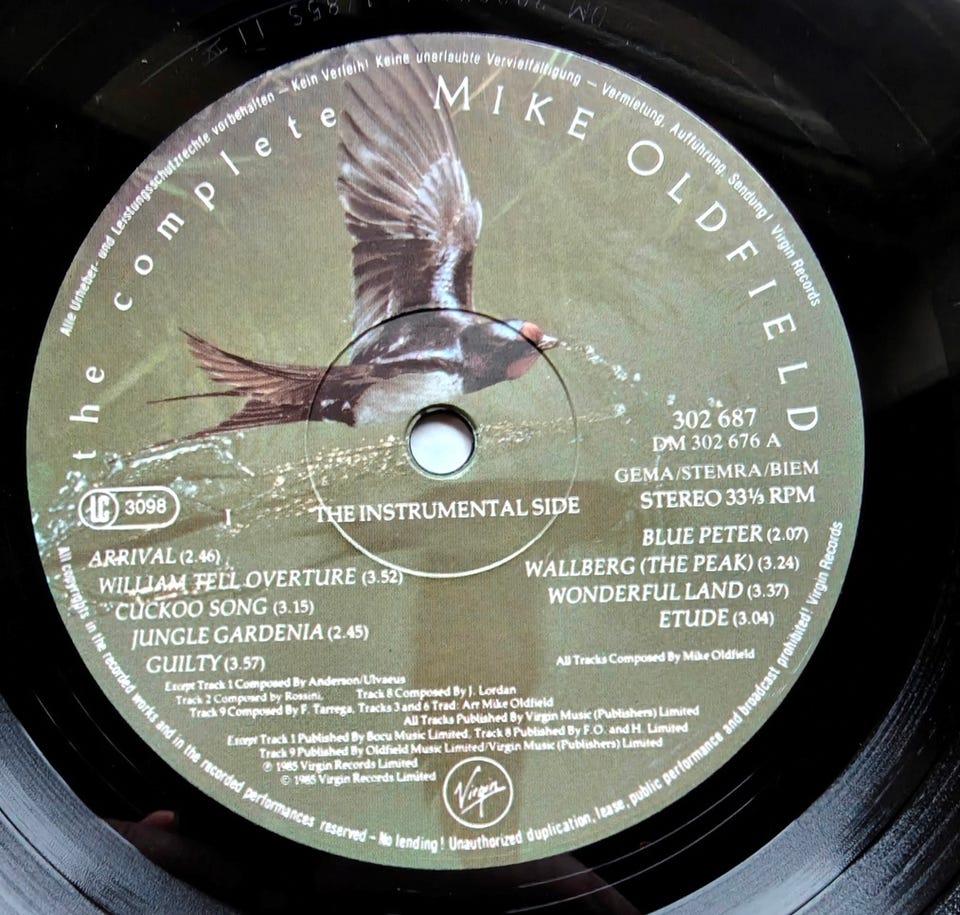 Alle Urheber- und Leistungsschutzrechte vorbehalten – Kein Verleih! Keine unerlaubte Vervielfältigung – Vermietung, Aufführung, Sendung! Virgin Records
the complete MIKE OLDFIELD
302 687
DM 302 676 A
GEMA/STEMRA/BIEM
STEREO 33⅓ RPM
LC 3098
I
THE INSTRUMENTAL SIDE
ARRIVAL (2.46)
WILLIAM TELL OVERTURE (3.52)
CUCKOO SONG (3.15)
JUNGLE GARDENIA (2.45)
GUILTY (3.57)
BLUE PETER (2.07)
WALLBERG (THE PEAK) (3.24)
WONDERFUL LAND (3.37)
ETUDE (3.04)
All Tracks Composed By Mike Oldfield
Except Track 1 Composed By Anderson/Ulvaeus
Track 2 Composed by Rossini. Track 8 Composed By J. Lordan
Track 9 Composed By F. Tarrega. Tracks 3 and 6 Trad: Arr Mike Oldfield
All Tracks Published By Virgin Music (Publishers) Limited
Except Track 1 Published By Bocu Music Limited. Track 8 Published By F.O. and H. Limited
Track 9 Published By Oldfield Music Limited/Virgin Music (Publishers) Limited
℗ 1985 Virgin Records Limited
© 1985 Virgin Records Limited
Virgin
All copyrights in the recorded works and in the recorded performances reserved – No lending! Unauthorized duplication, lease, public performance and broadcast prohibited! Virgin Records